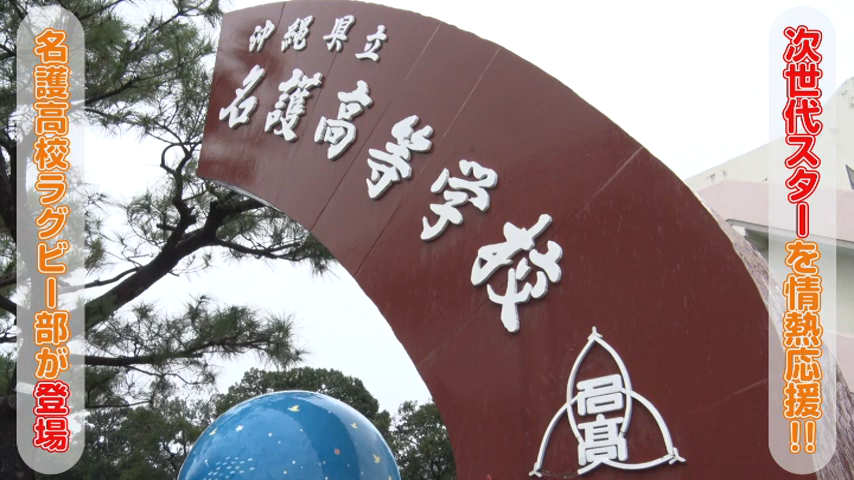 次世代スターを情熱応援!!
沖縄県立
名護高等学校
名高
名護高校ラグビー部が登場